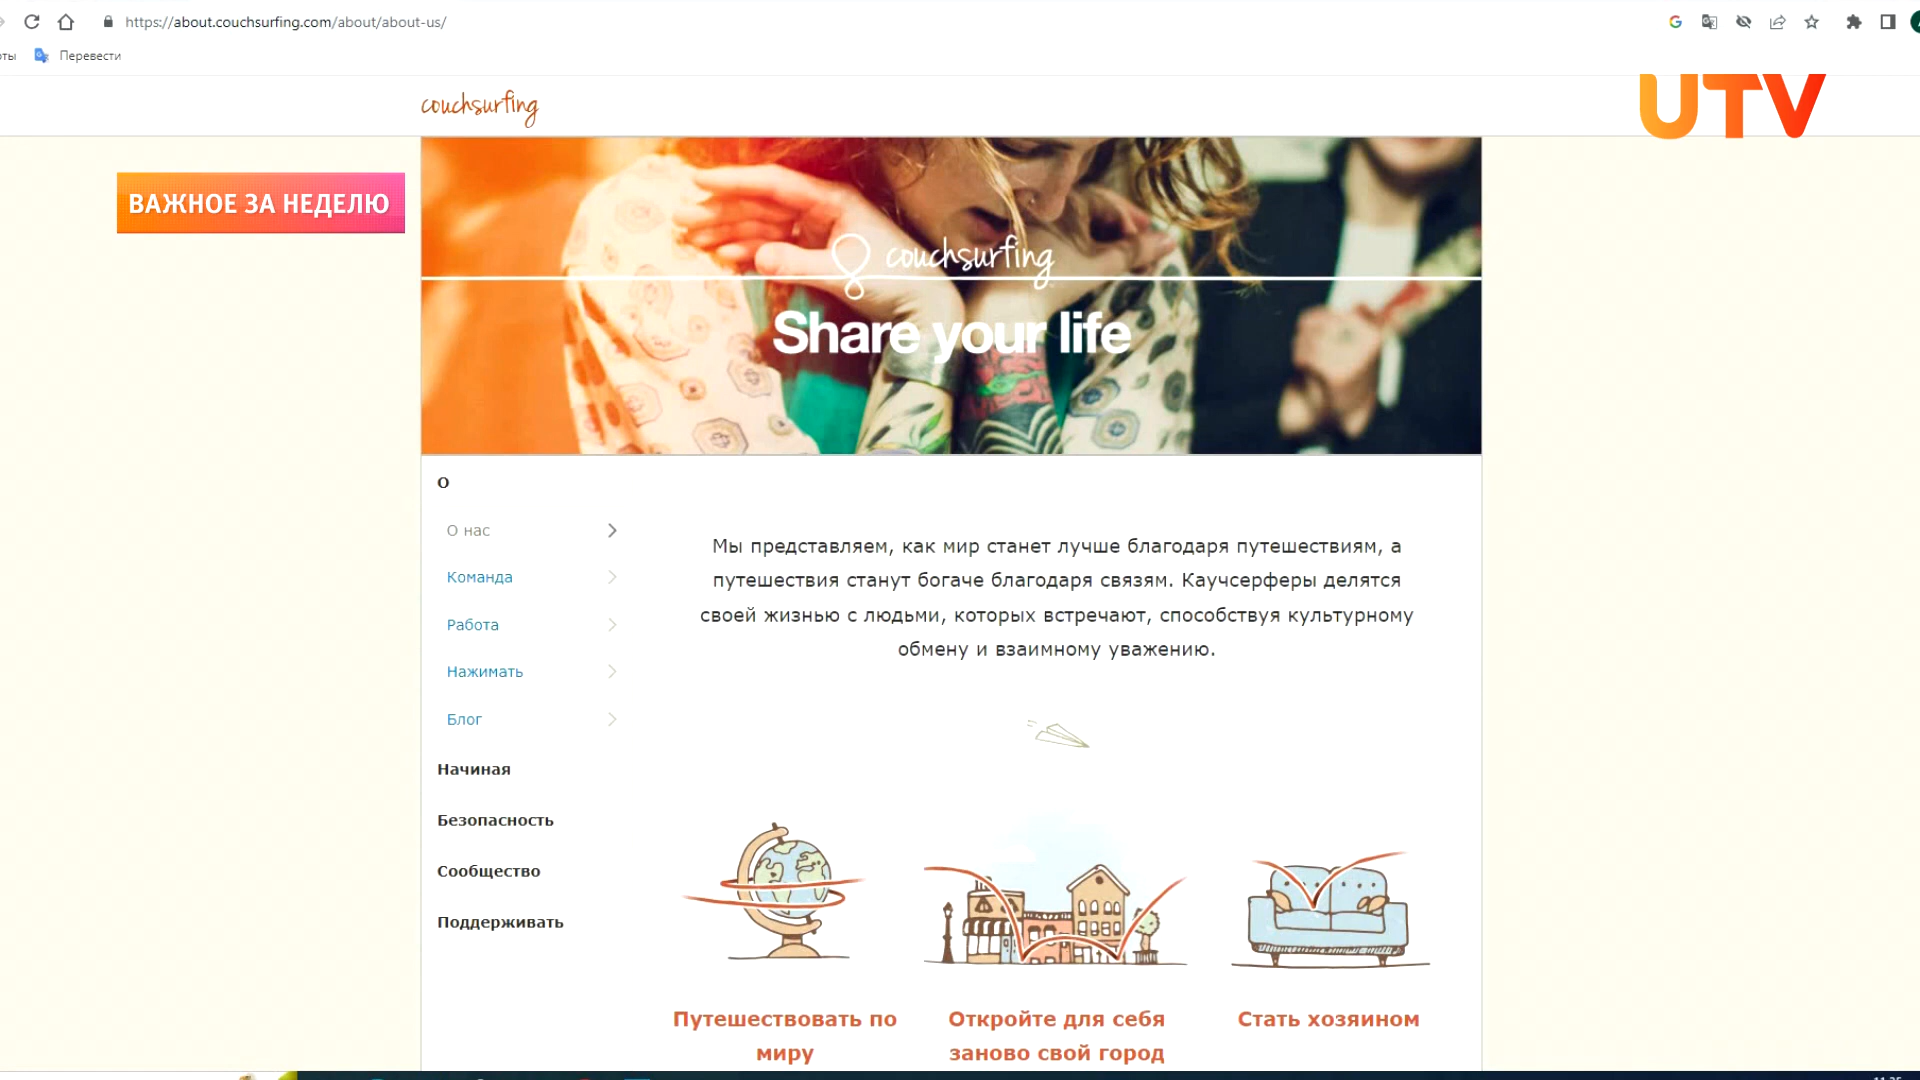 https://about.couchsurfing.com/about/about-us/
Перевести
couchsurfing
UTV
ВАЖНОЕ ЗА НЕДЕЛЮ
couchsurfing
Share your life
О
О нас
Команда
Работа
Нажимать
Блог
Начиная
Безопасность
Сообщество
Поддерживать
Мы представляем, как мир станет лучше благодаря путешествиям, а
путешествия станут богаче благодаря связям. Каучсерферы делятся
своей жизнью с людьми, которых встречают, способствуя культурному
обмену и взаимному уважению.
Путешествовать по
миру
Откройте для себя
заново свой город
Стать хозяином